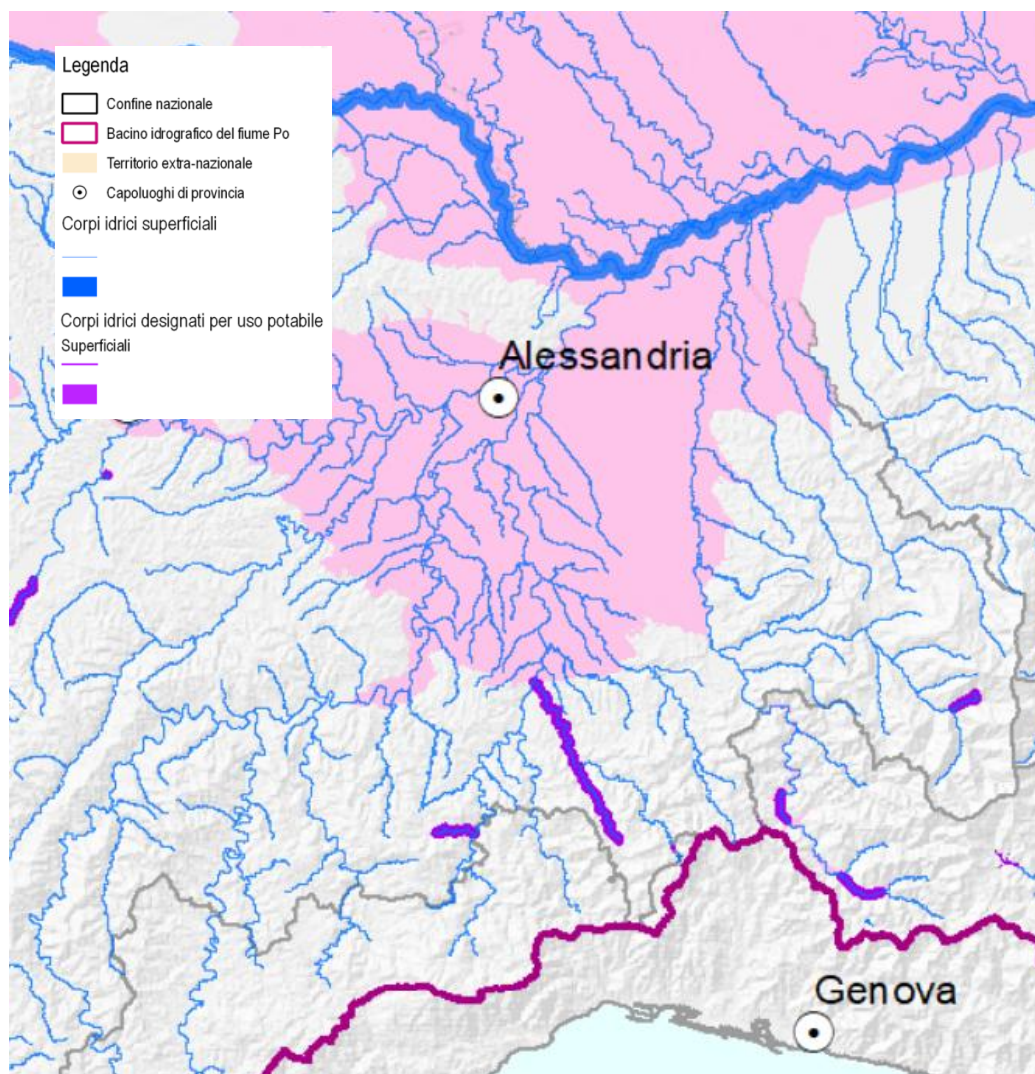 Legenda
Confine nazionale
Bacino idrografico del fiume Po
Territorio extra-nazionale
Capoluoghi di provincia
Corpi idrici superficiali
Corpi idrici designati per uso potabile
Superficiali
Alessandria
Genova